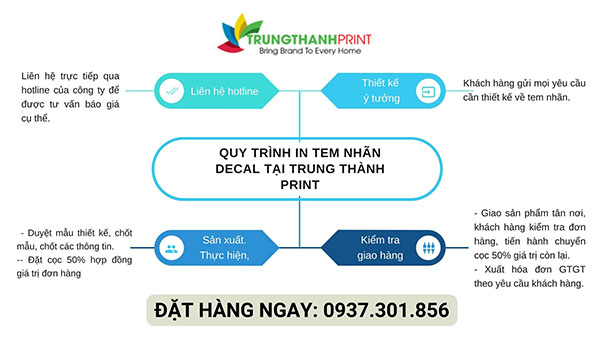 TRUNGTHANHPRINT
Bring Brand To Every Home
Liên hệ trực tiếp qua
hotline của công ty để
được tư vấn báo giá
cụ thể.
Liên hệ hotline
Thiết kế
ý tưởng
Khách hàng gửi mọi yêu cầu
cần thiết kế về tem nhãn.
QUY TRÌNH IN TEM NHÃN
DECAL TẠI TRUNG THÀNH
PRINT
- Duyệt mẫu thiết kế, chốt
mẫu, chốt các thông tin.
-- Đặt cọc 50% hợp đồng
giá trị đơn hàng
Sản xuất.
Thực hiện,
Kiểm tra
giao hàng
- Giao sản phẩm tân nơi,
khách hàng kiểm tra đơn
hàng, tiến hành chuyển
cọc 50% giá trị còn lại.
- Xuất hóa đơn GTGT
theo yêu cầu khách hàng.
ĐẶT HÀNG NGAY: 0937.301.856